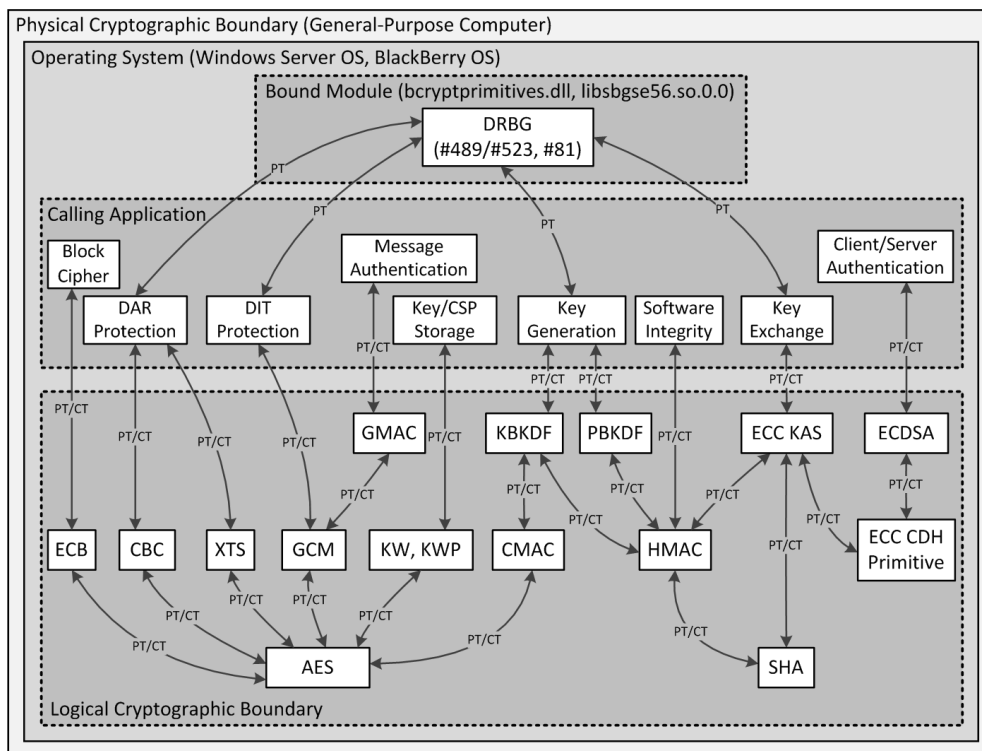 Physical Cryptographic Boundary (General-Purpose Computer)
Operating System (Windows Server OS, BlackBerry OS)
Bound Module (bcryptprimitives.dll, libsbgse56.so.0.0)
DRBG
(#489/#523, #81)
PT
PT
PT
PT
Calling Application
Block
Cipher
Message
Authentication
Client/Server
Authentication
DAR
Protection
DIT
Protection
Key/CSP
Storage
Key
Generation
Software
Integrity
Key
Exchange
PT/CT
PT/CT
PT/CT
PT/CT
PT/CT
PT/CT
PT/CT
PT/CT
PT/CT
PT/CT
PT/CT
GMAC
KBKDF
PBKDF
ECC KAS
ECDSA
PT/CT
PT/CT
PT/CT
PT/CT
PT/CT
PT/CT
PT/CT
PT/CT
ECB
CBC
XTS
GCM
KW, KWP
CMAC
HMAC
ECC CDH
Primitive
PT/CT
PT/CT
PT/CT
PT/CT
PT/CT
PT/CT
PT/CT
AES
SHA
Logical Cryptographic Boundary